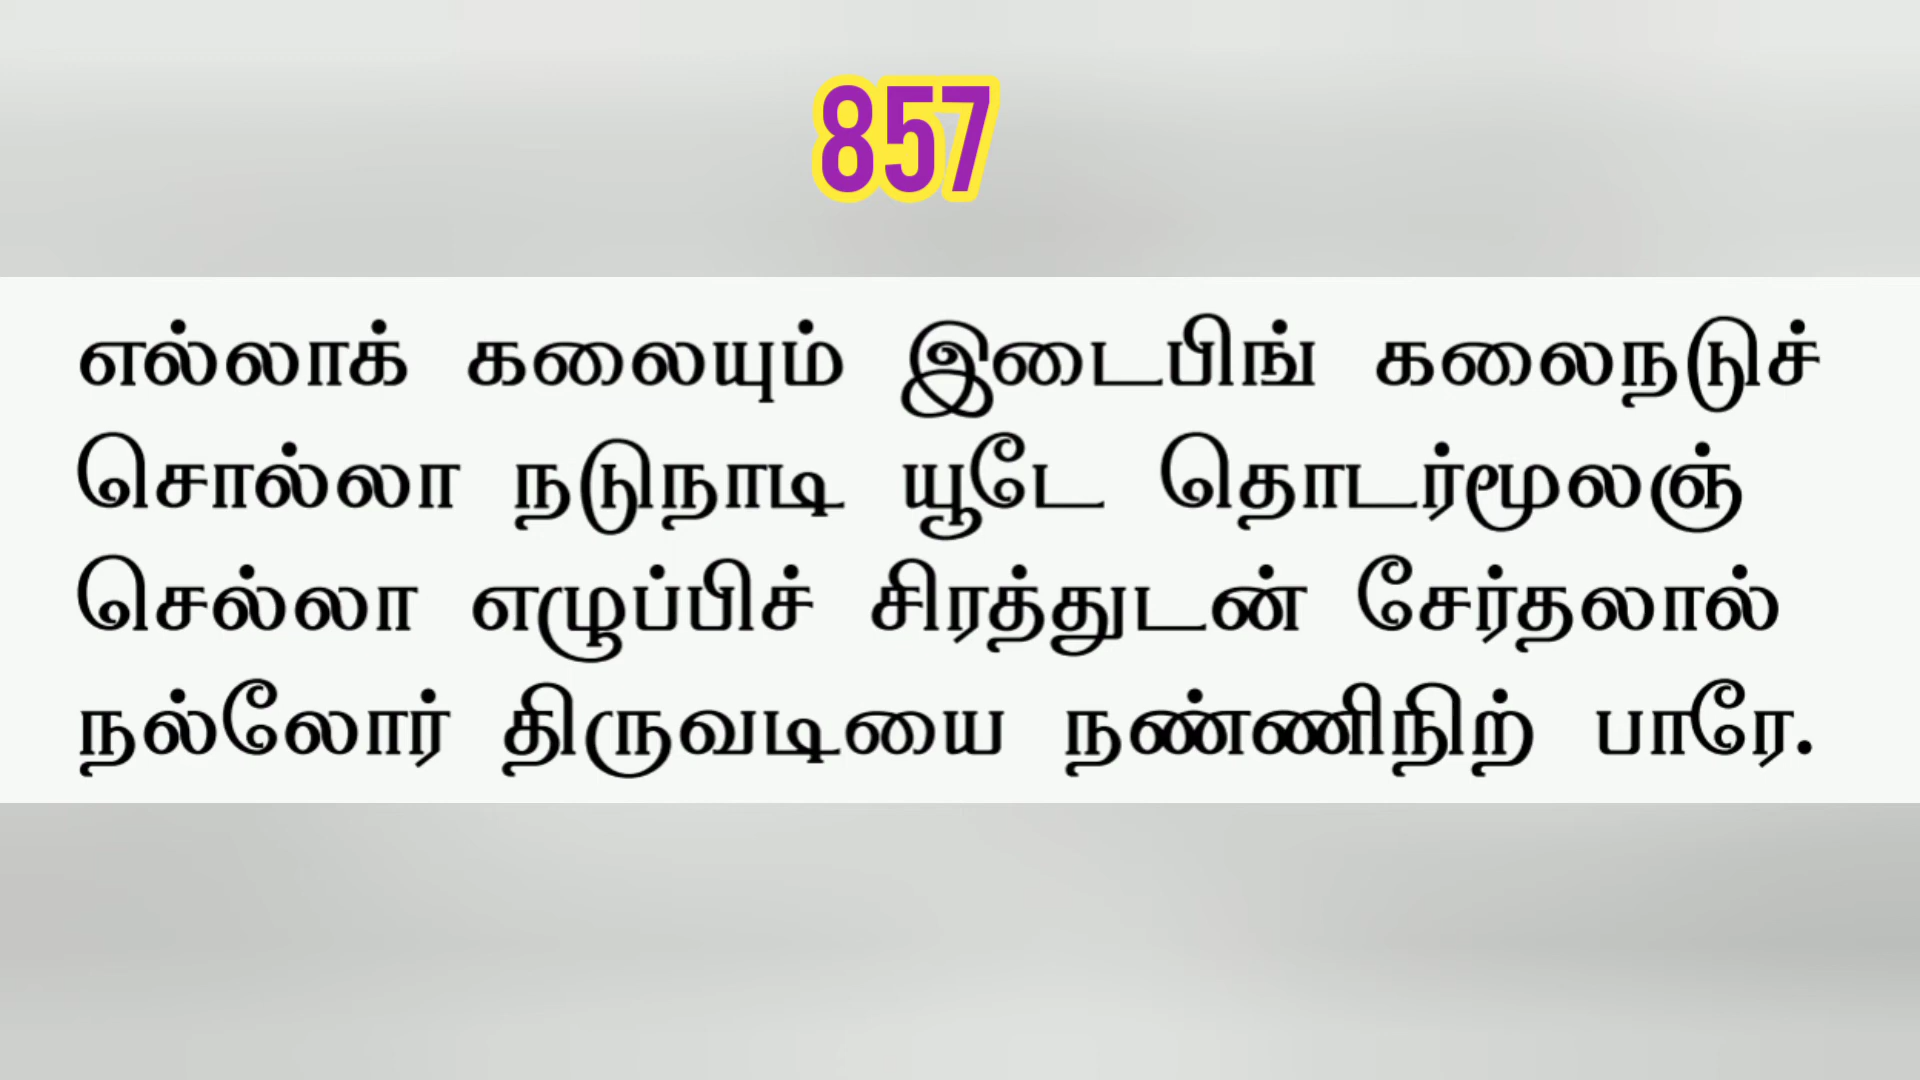 857
எல்லாக் கலையும் இடைபிங் கலைநடுச்
சொல்லா நடுநாடி யூடே தொடர்மூலஞ்
செல்லா எழுப்பிச் சிரத்துடன் சேர்தலால்
நல்லோர் திருவடியை நண்ணிநிற் பாரே.